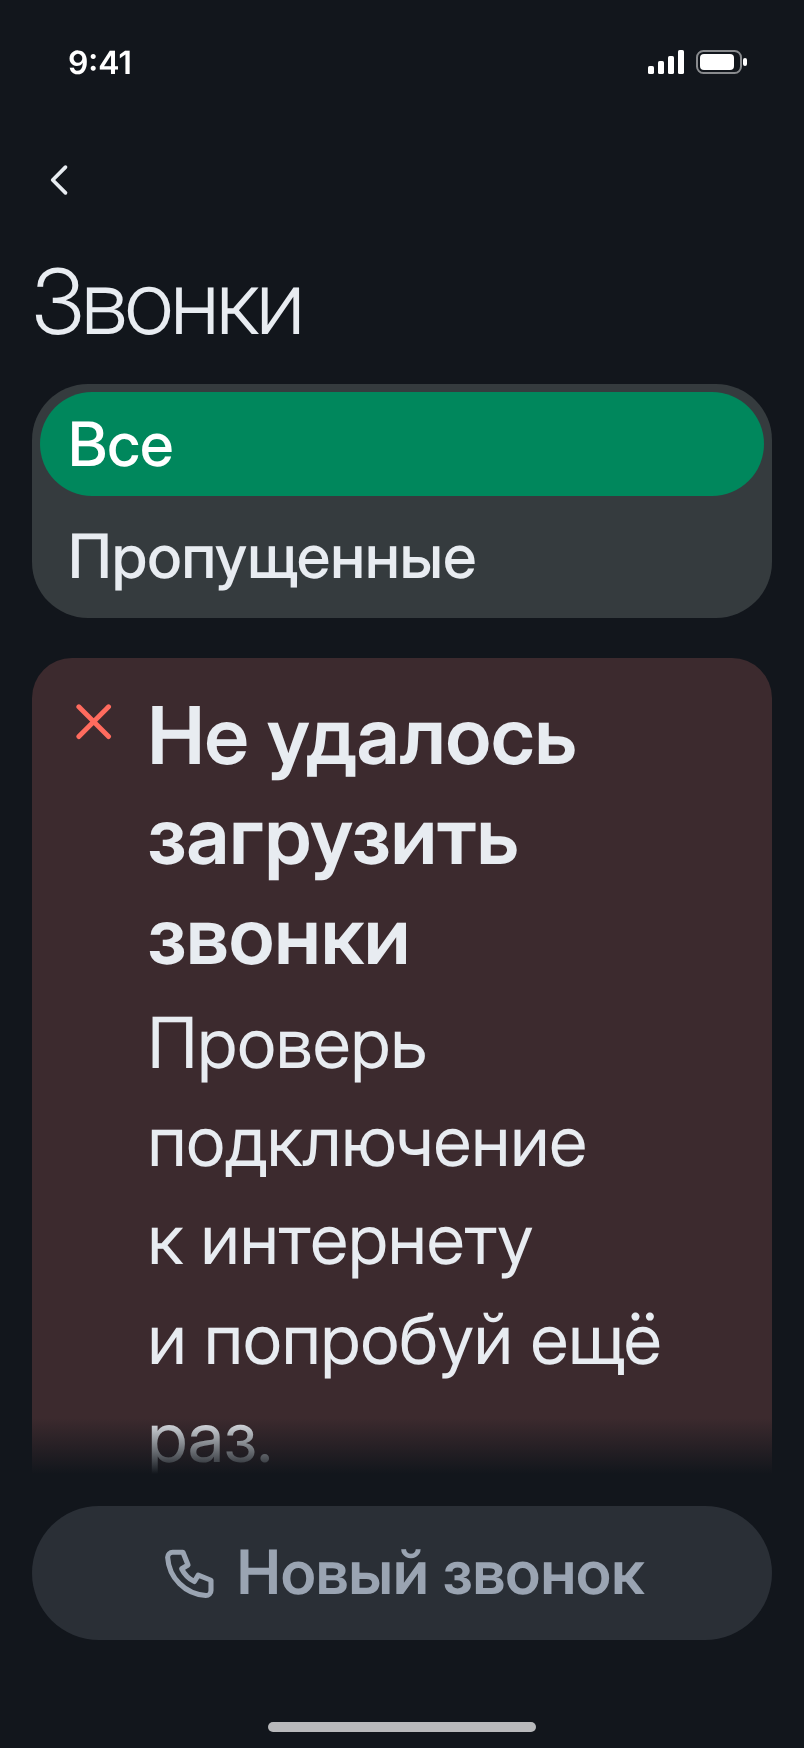 9:41
Звонки
Все
Пропущенные
Не удалось
загрузить
звонки
Проверь
подключение
к интернету
и попробуй ещё
раз.
Новый звонок